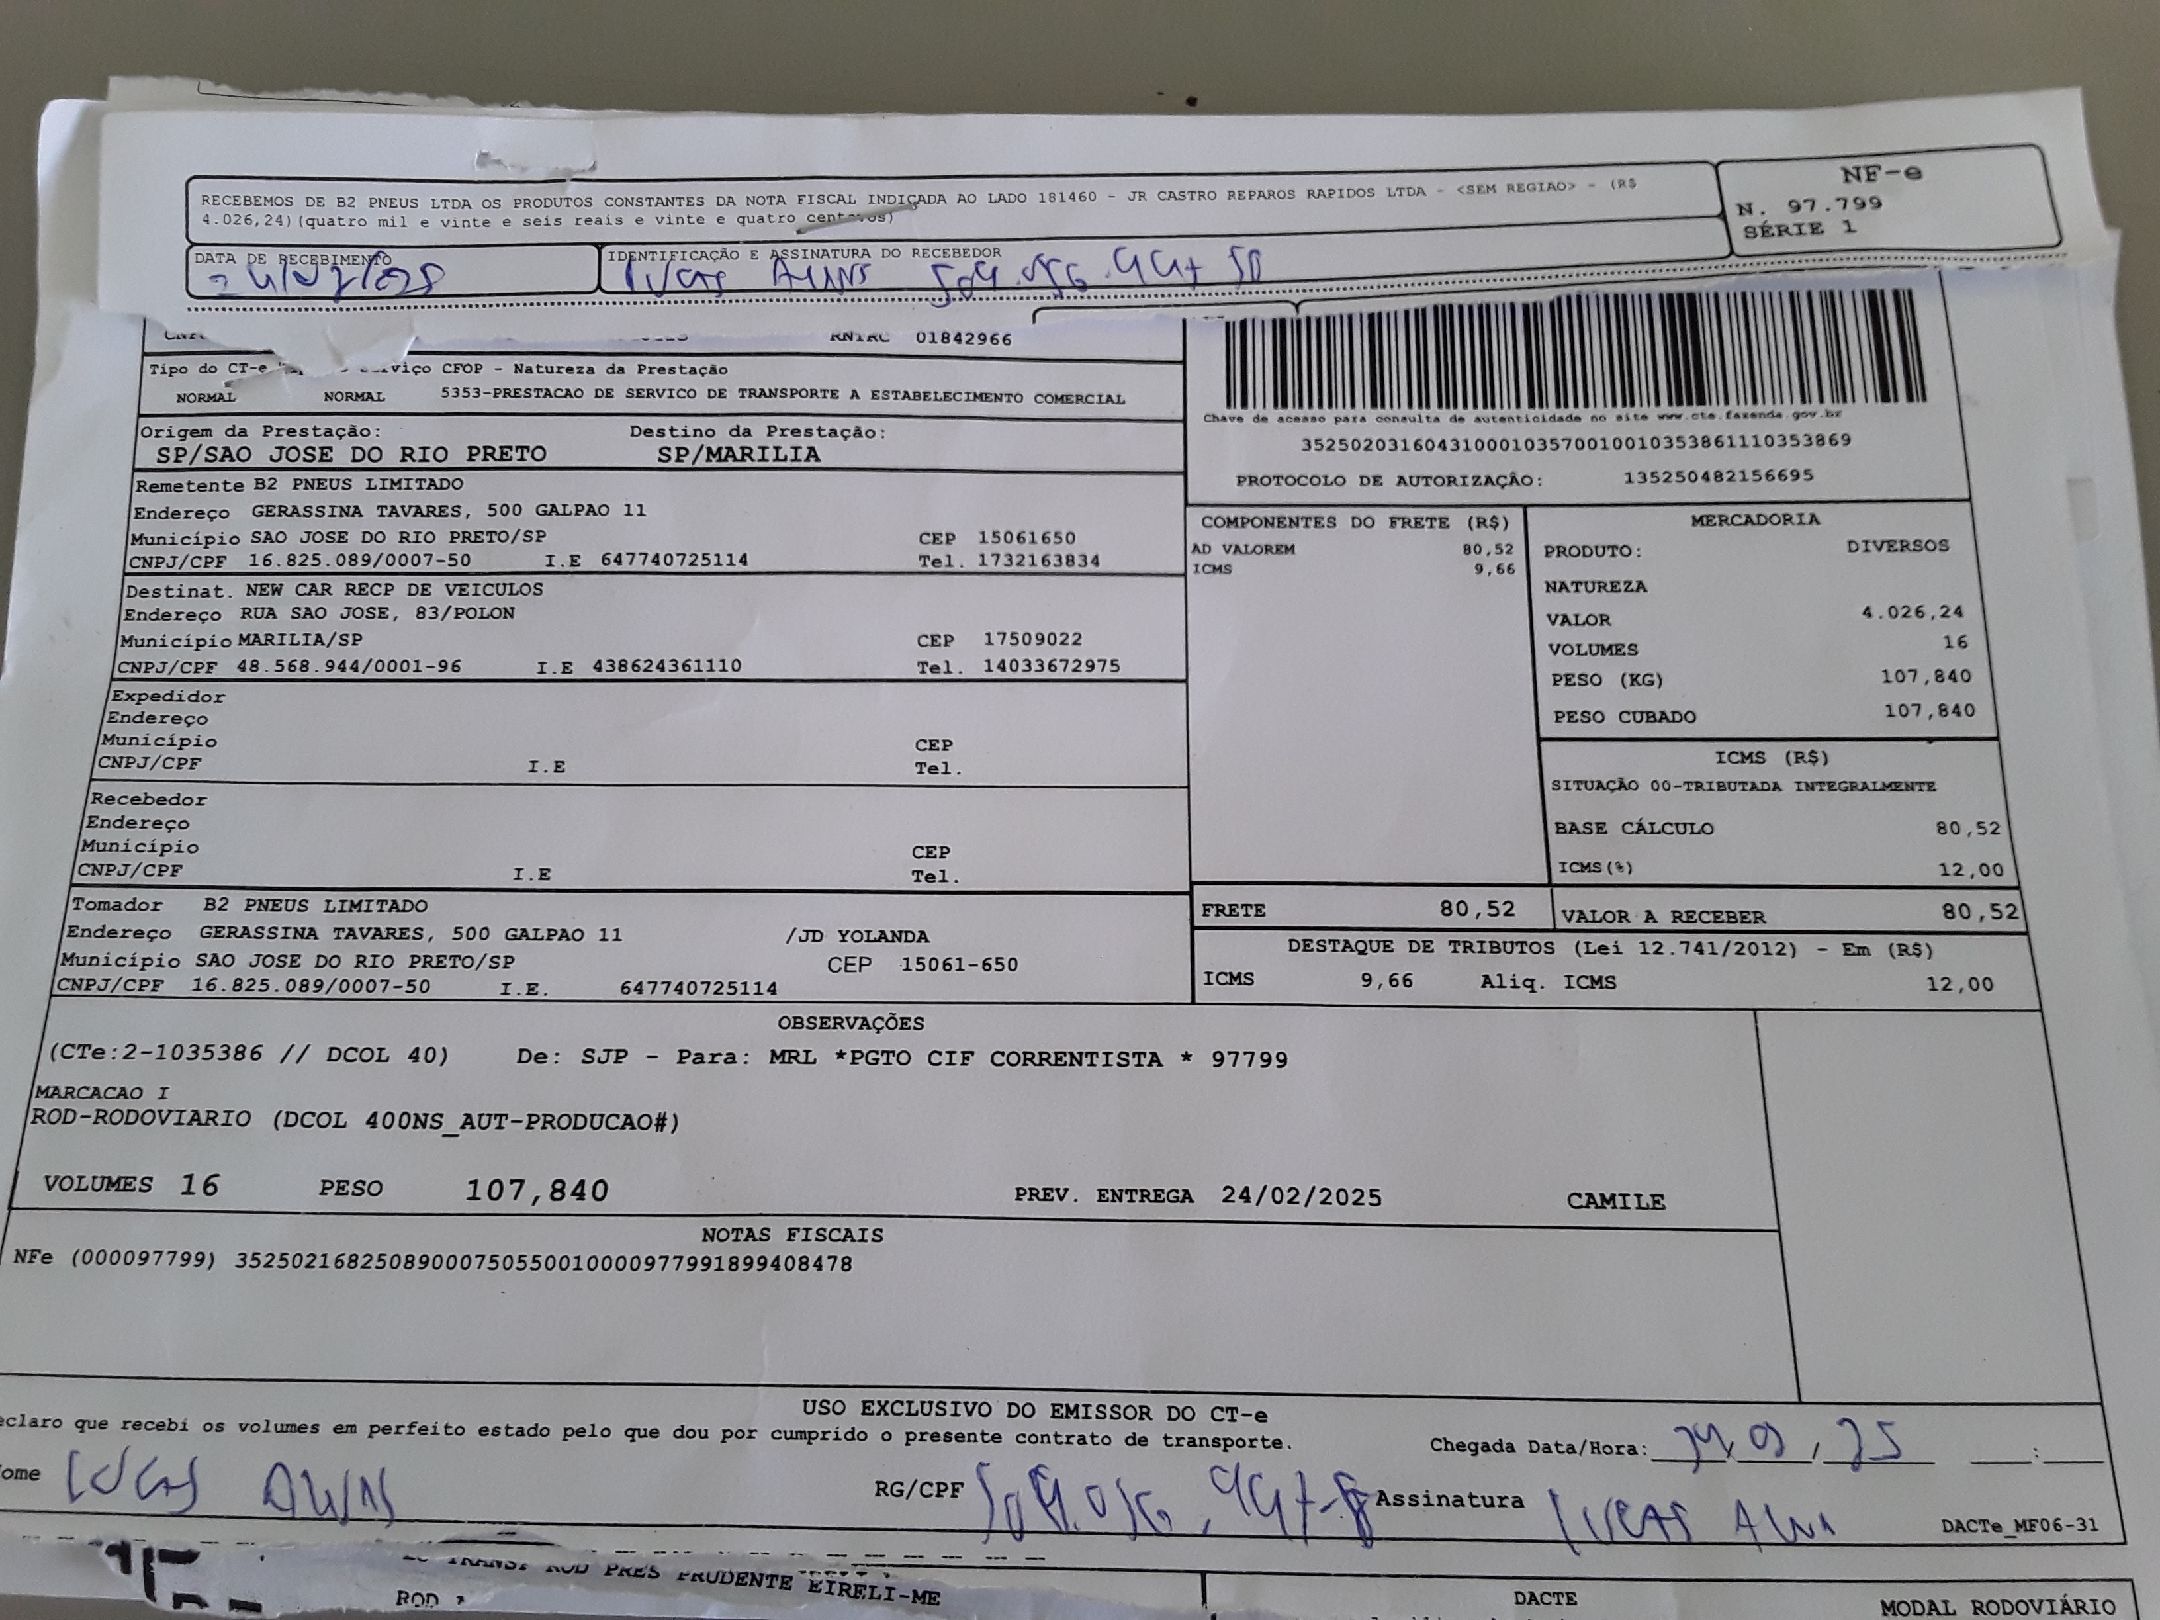 RECEBEMOS DE B2 PNEUS LTDA OS PRODUTOS CONSTANTES DA NOTA FISCAL INDICADA AO LADO 181460 - JR CASTRO REPAROS RAPIDOS LTDA - <SEM REGIAO> - (R$
4.026,24) (quatro mil e vinte e seis reais e vinte e quatro centavos)
NF-e
N. 97.799
SÉRIE 1
DATA DE RECEBIMENTO
IDENTIFICAÇÃO E ASSINATURA DO RECEBEDOR
RNTRC 01842966
Tipo do CT-e
CFOP - Natureza da Prestação
NORMAL NORMAL 5353-PRESTACAO DE SERVICO DE TRANSPORTE A ESTABELECIMENTO COMERCIAL
Chave de acesso para consulta de autenticidade no site www.cte.fazenda.gov.br
35250203160431000103570010010353861110353869
PROTOCOLO DE AUTORIZAÇÃO: 135250482156695
Origem da Prestação: Destino da Prestação:
SP/SAO JOSE DO RIO PRETO SP/MARILIA
Remetente B2 PNEUS LIMITADO
Endereço GERASSINA TAVARES, 500 GALPAO 11
Município SAO JOSE DO RIO PRETO/SP CEP 15061650
CNPJ/CPF 16.825.089/0007-50 I.E 647740725114 Tel. 1732163834
Destinat. NEW CAR RECP DE VEICULOS
Endereço RUA SAO JOSE, 83/POLON
Município MARILIA/SP CEP 17509022
CNPJ/CPF 48.568.944/0001-96 I.E 438624361110 Tel. 14033672975
Expedidor
Endereço
Município CEP
CNPJ/CPF I.E Tel.
Recebedor
Endereço
Município CEP
CNPJ/CPF I.E Tel.
Tomador B2 PNEUS LIMITADO
Endereço GERASSINA TAVARES, 500 GALPAO 11 /JD YOLANDA
Município SAO JOSE DO RIO PRETO/SP CEP 15061-650
CNPJ/CPF 16.825.089/0007-50 I.E. 647740725114
COMPONENTES DO FRETE (R$)
AD VALOREM 80,52
ICMS 9,66
MERCADORIA
PRODUTO: DIVERSOS
NATUREZA
VALOR 4.026,24
VOLUMES 16
PESO (KG) 107,840
PESO CUBADO 107,840
ICMS (R$)
SITUAÇÃO 00-TRIBUTADA INTEGRALMENTE
BASE CÁLCULO 80,52
ICMS(%) 12,00
FRETE 80,52 VALOR A RECEBER 80,52
DESTAQUE DE TRIBUTOS (Lei 12.741/2012) - Em (R$)
ICMS 9,66 Aliq. ICMS 12,00
OBSERVAÇÕES
(CTe:2-1035386 // DCOL 40) De: SJP - Para: MRL *PGTO CIF CORRENTISTA * 97799
MARCACAO I
ROD-RODOVIARIO (DCOL 400NS_AUT-PRODUCAO#)
VOLUMES 16 PESO 107,840 PREV. ENTREGA 24/02/2025 CAMILE
NOTAS FISCAIS
NFe (000097799) 35250216825089000750550010000977991899408478
USO EXCLUSIVO DO EMISSOR DO CT-e
eclaro que recebi os volumes em perfeito estado pelo que dou por cumprido o presente contrato de transporte.
Chegada Data/Hora:
ome RG/CPF Assinatura
DACTe_MF06-31
TRANSP ROD PRES PRUDENTE EIRELI-ME
ROD
DACTE
MODAL RODOVIÁRIO